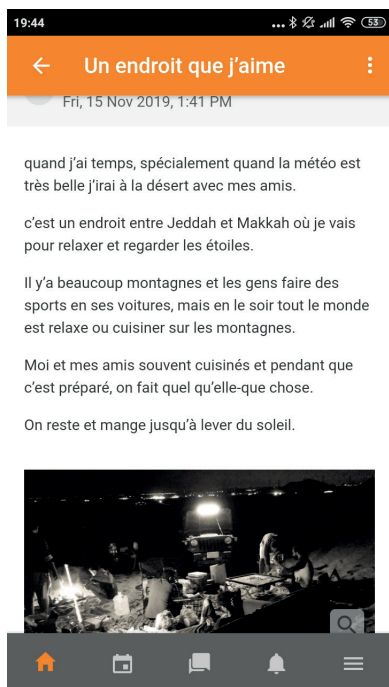 19:44
53
Un endroit que j'aime
Fri, 15 Nov 2019, 1:41 PM
quand j'ai temps, spécialement quand la météo est
très belle j'irai à la désert avec mes amis.
c'est un endroit entre Jeddah et Makkah où je vais
pour relaxer et regarder les étoiles.
Il y'a beaucoup montagnes et les gens faire des
sports en ses voitures, mais en le soir tout le monde
est relaxe ou cuisiner sur les montagnes.
Moi et mes amis souvent cuisinés et pendant que
c'est préparé, on fait quel qu'elle-que chose.
On reste et mange jusqu'à lever du soleil.